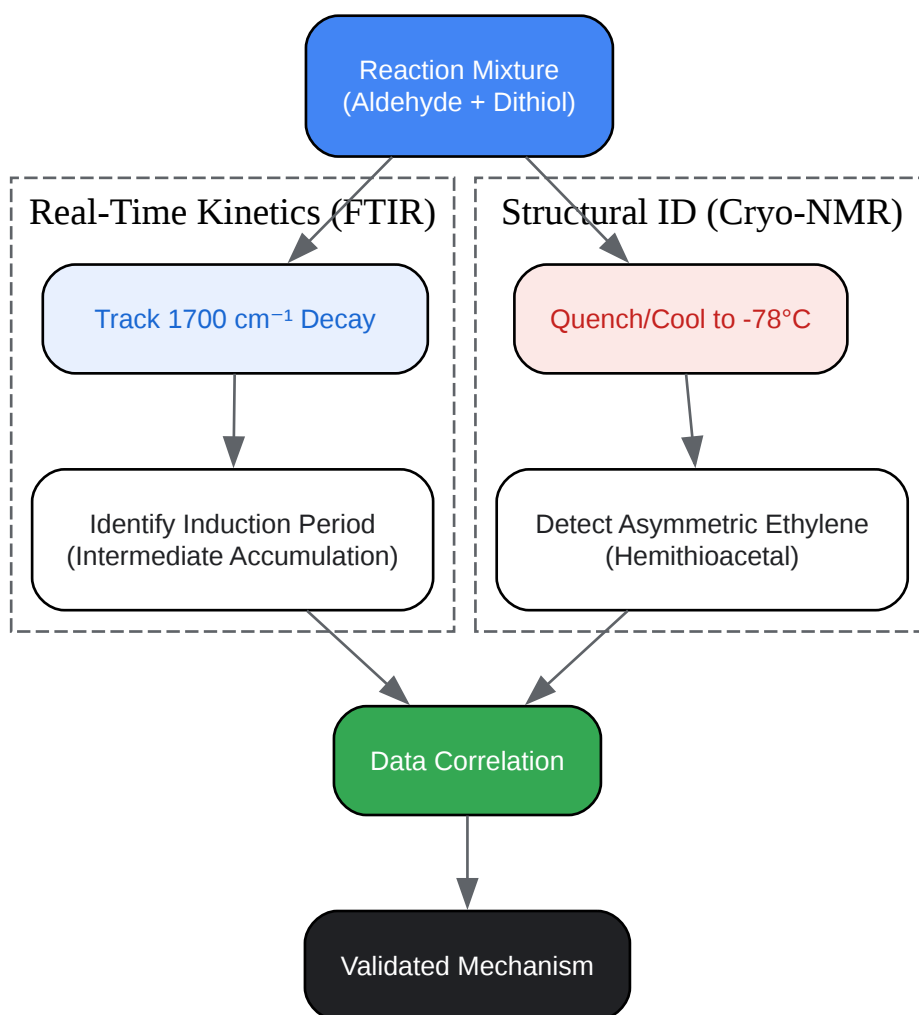 Reaction Mixture
(Aldehyde + Dithiol)
Real-Time Kinetics (FTIR)
Structural ID (Cryo-NMR)
Track 1700 cm⁻¹ Decay
Quench/Cool to -78°C
Identify Induction Period
(Intermediate Accumulation)
Detect Asymmetric Ethylene
(Hemithioacetal)
Data Correlation
Validated Mechanism